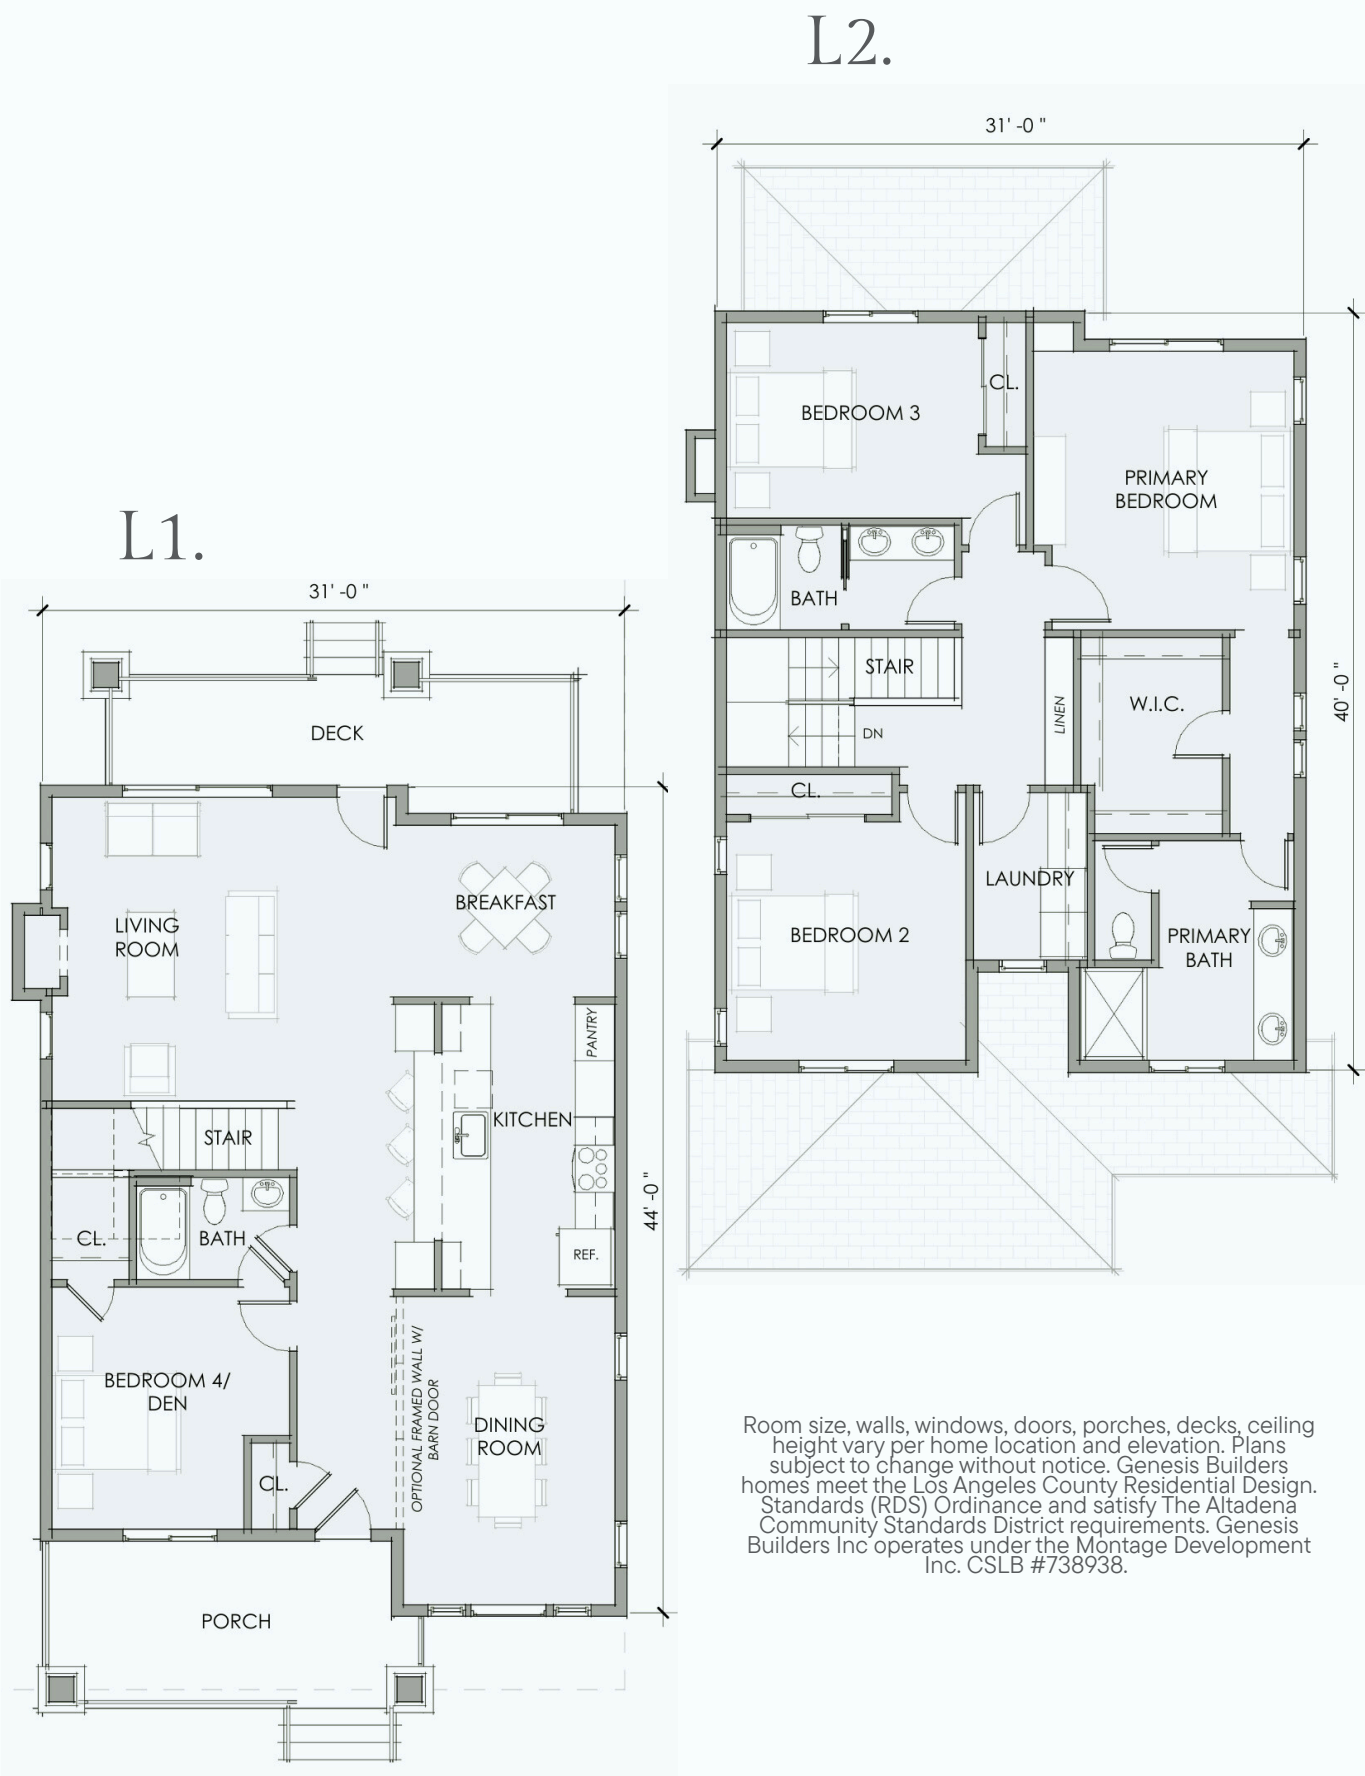 L2.
31' -0 "
CL.
BEDROOM 3
PRIMARY
BEDROOM
BATH
STAIR
W.I.C.
LINEN
DN
40' -0 "
CL.
LAUNDRY
BEDROOM 2
PRIMARY
BATH
L1.
31' -0 "
DECK
BREAKFAST
LIVING
ROOM
PANTRY
KITCHEN
STAIR
44' -0 "
CL.
BATH
REF.
BEDROOM 4/
DEN
OPTIONAL FRAMED WALL W/
BARN DOOR
DINING
ROOM
CL.
PORCH
Room size, walls, windows, doors, porches, decks, ceiling
height vary per home location and elevation. Plans
subject to change without notice. Genesis Builders
homes meet the Los Angeles County Residential Design.
Standards (RDS) Ordinance and satisfy The Altadena
Community Standards District requirements. Genesis
Builders Inc operates under the Montage Development
Inc. CSLB #738938.